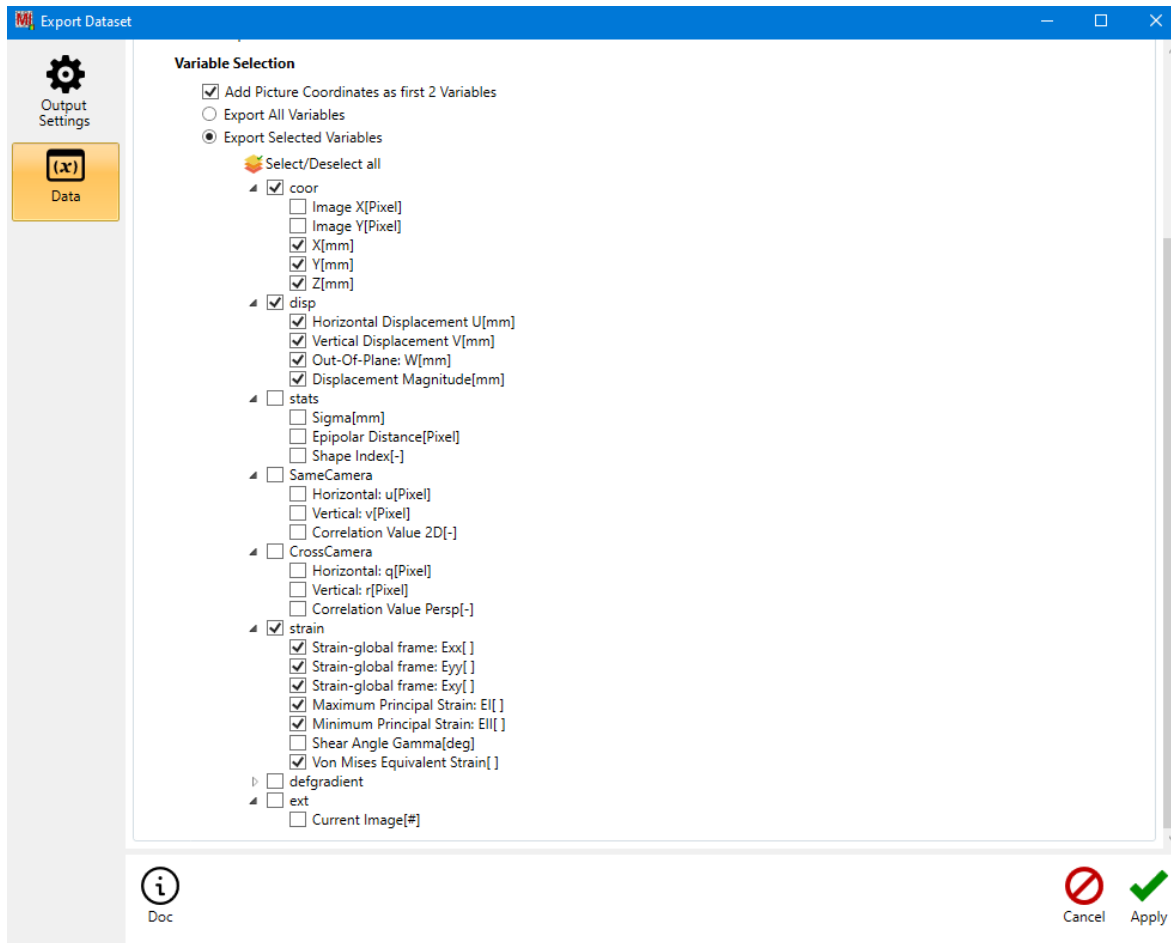 Export Dataset
Output
Settings
(x)
Data
Variable Selection
Add Picture Coordinates as first 2 Variables
Export All Variables
Export Selected Variables
Select/Deselect all
coor
Image X[Pixel]
Image Y[Pixel]
X[mm]
Y[mm]
Z[mm]
disp
Horizontal Displacement U[mm]
Vertical Displacement V[mm]
Out-Of-Plane: W[mm]
Displacement Magnitude[mm]
stats
Sigma[mm]
Epipolar Distance[Pixel]
Shape Index[-]
SameCamera
Horizontal: u[Pixel]
Vertical: v[Pixel]
Correlation Value 2D[-]
CrossCamera
Horizontal: q[Pixel]
Vertical: r[Pixel]
Correlation Value Persp[-]
strain
Strain-global frame: Exx[ ]
Strain-global frame: Eyy[ ]
Strain-global frame: Exy[ ]
Maximum Principal Strain: EI[ ]
Minimum Principal Strain: EII[ ]
Shear Angle Gamma[deg]
Von Mises Equivalent Strain[ ]
defgradient
ext
Current Image[#]
Doc
Cancel
Apply